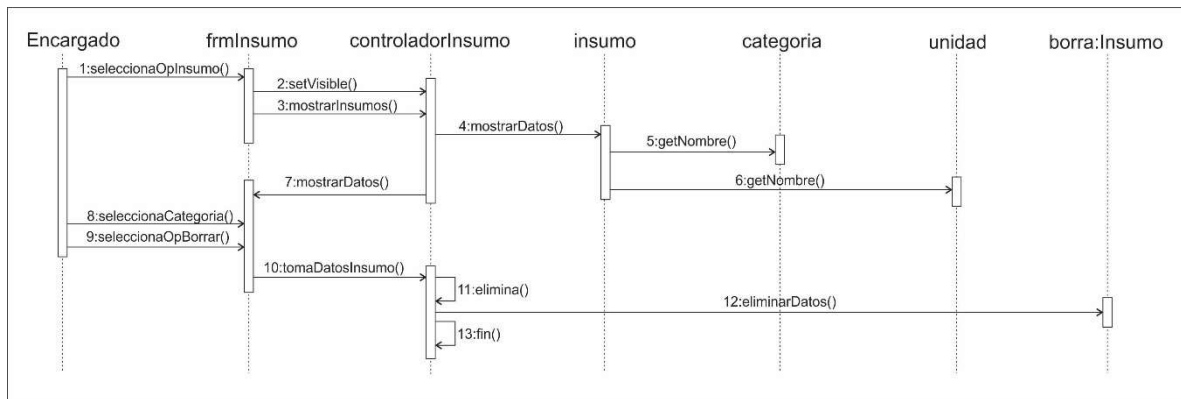 Encargado frmInsumo controladorInsumo insumo categoria unidad borra:Insumo
1:seleccionaOpInsumo()
2:setVisible()
3:mostrarInsumos()
4:mostrarDatos()
5:getNombre()
6:getNombre()
7:mostrarDatos()
8:seleccionaCategoria()
9:seleccionaOpBorrar()
10:tomaDatosInsumo()
11:elimina()
12:eliminarDatos()
13:fin()